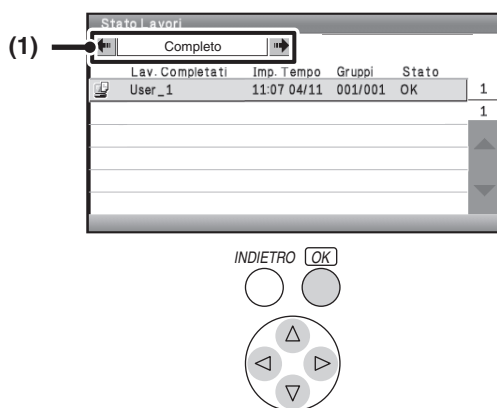 Stato Lavori
(1)
Completo
Lav. Completati Imp. Tempo Gruppi Stato
User_1 11:07 04/11 001/001 OK
1
1
INDIETRO OK